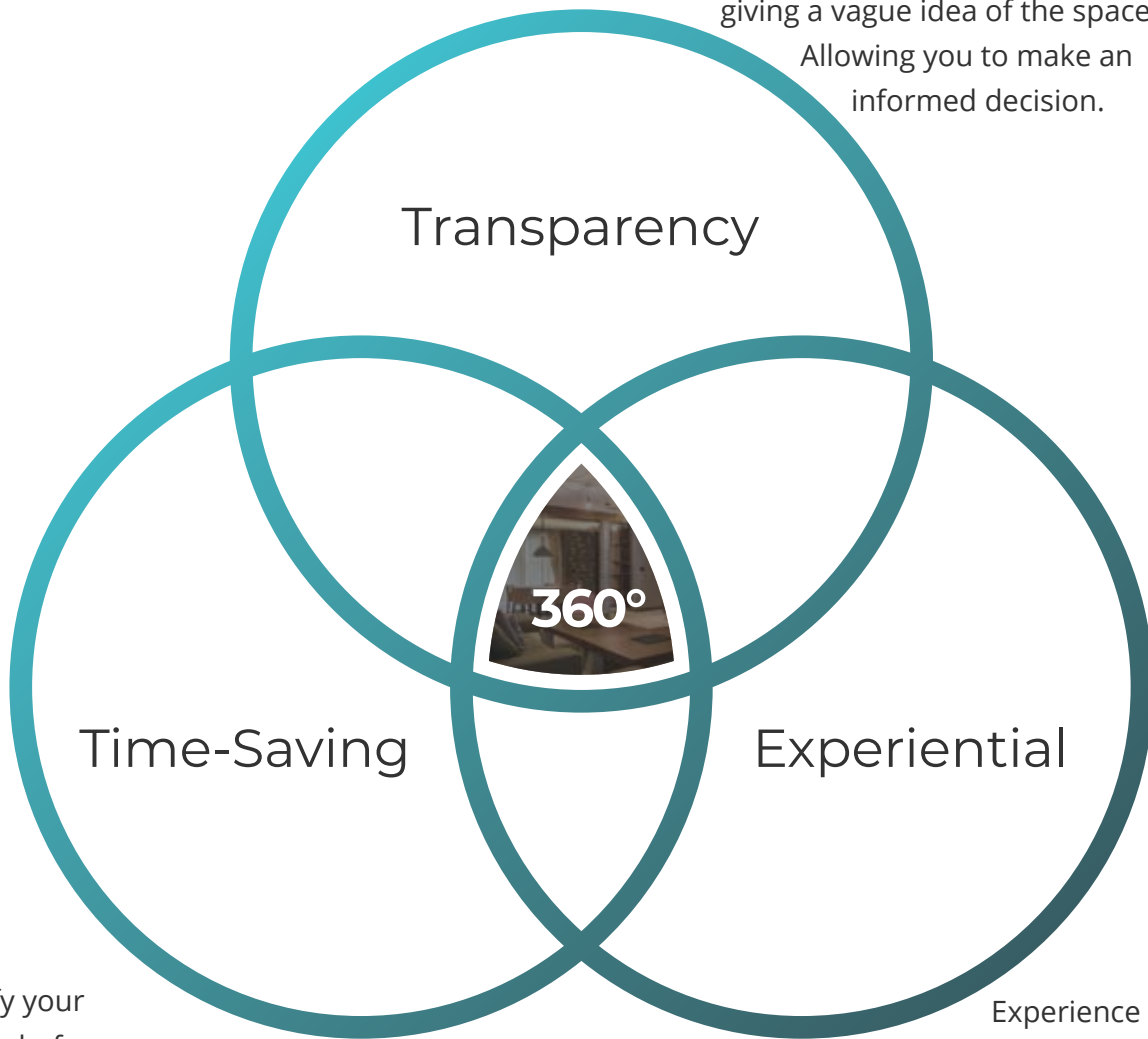 giving a vague idea of the space
Allowing you to make an
informed decision.
Transparency
360°
Time-Saving
Experiential
your
Experience